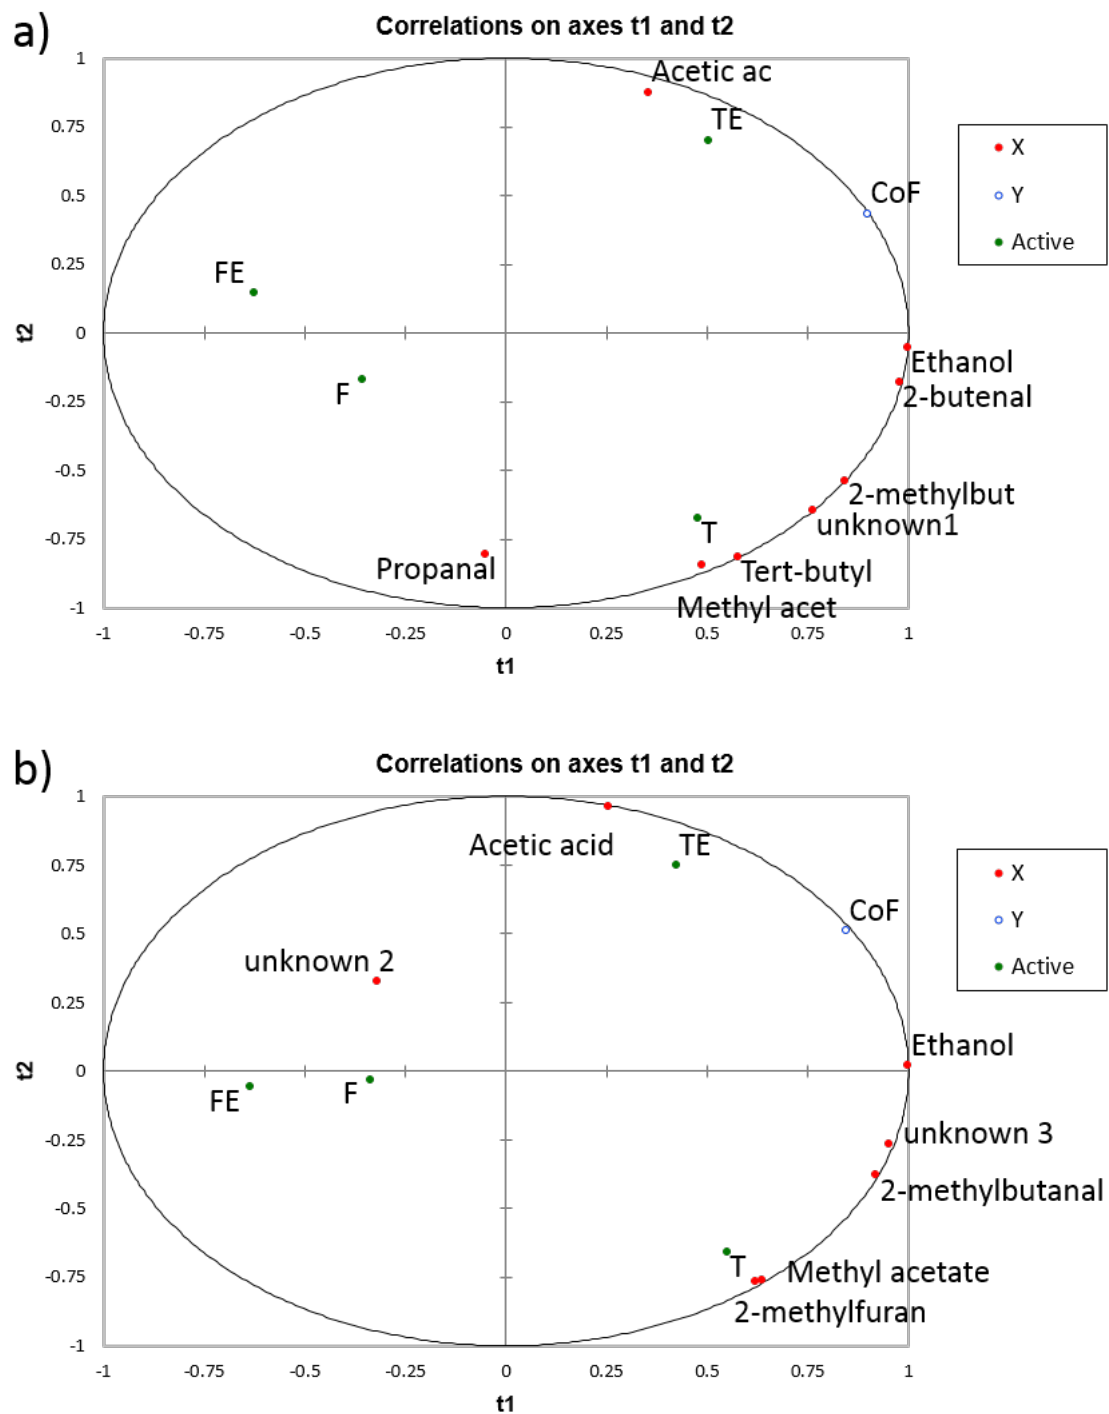 a)
Correlations on axes t1 and t2
1
Acetic ac
0.75
TE
X
0.5
CoF
Y
0.25
FE
Active
t2
0
Ethanol
-0.25
F
2-butenal
-0.5
2-methylbut
unknown1
-0.75
T
Propanal
Tert-butyl
Methyl acet
-1
-1 -0.75 -0.5 -0.25 0 0.25 0.5 0.75 1
t1
b)
Correlations on axes t1 and t2
1
Acetic acid
TE
0.75
X
CoF
0.5
Y
unknown 2
0.25
Active
Ethanol
t2
0
FE
F
unknown 3
-0.25
2-methylbutanal
-0.5
T
Methyl acetate
-0.75
2-methylfuran
-1
-1 -0.75 -0.5 -0.25 0 0.25 0.5 0.75 1
t1